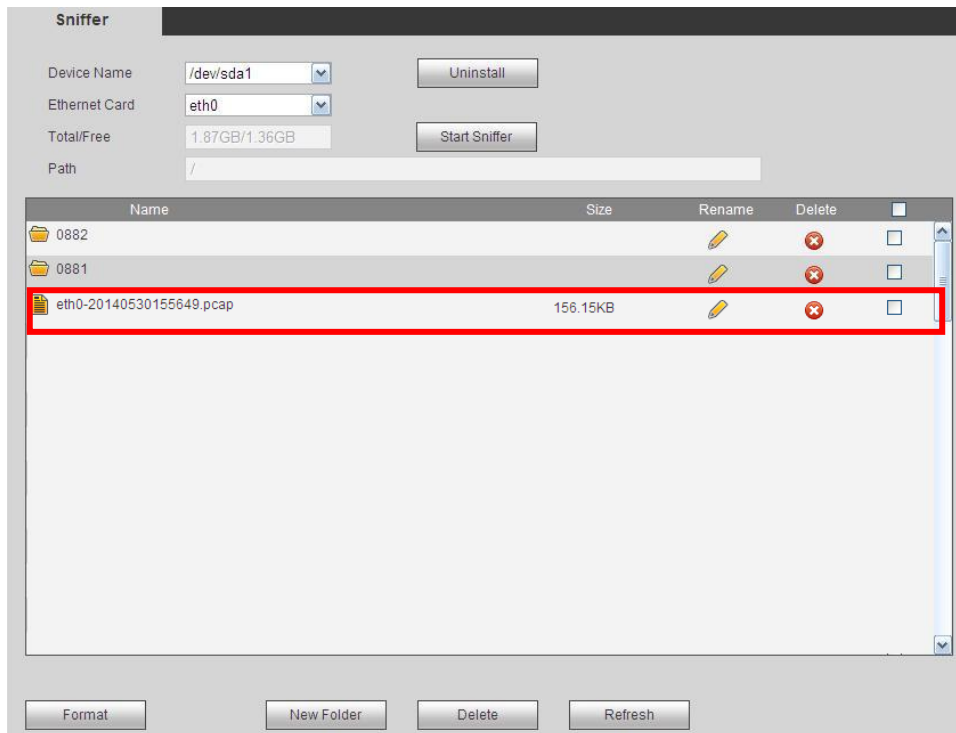 Sniffer
Device Name /dev/sda1 Uninstall
Ethernet Card eth0
Total/Free 1.87GB/1.36GB Start Sniffer
Path /
Name Size Rename Delete
0882
0881
eth0-20140530155649.pcap 156.15KB
Format New Folder Delete Refresh